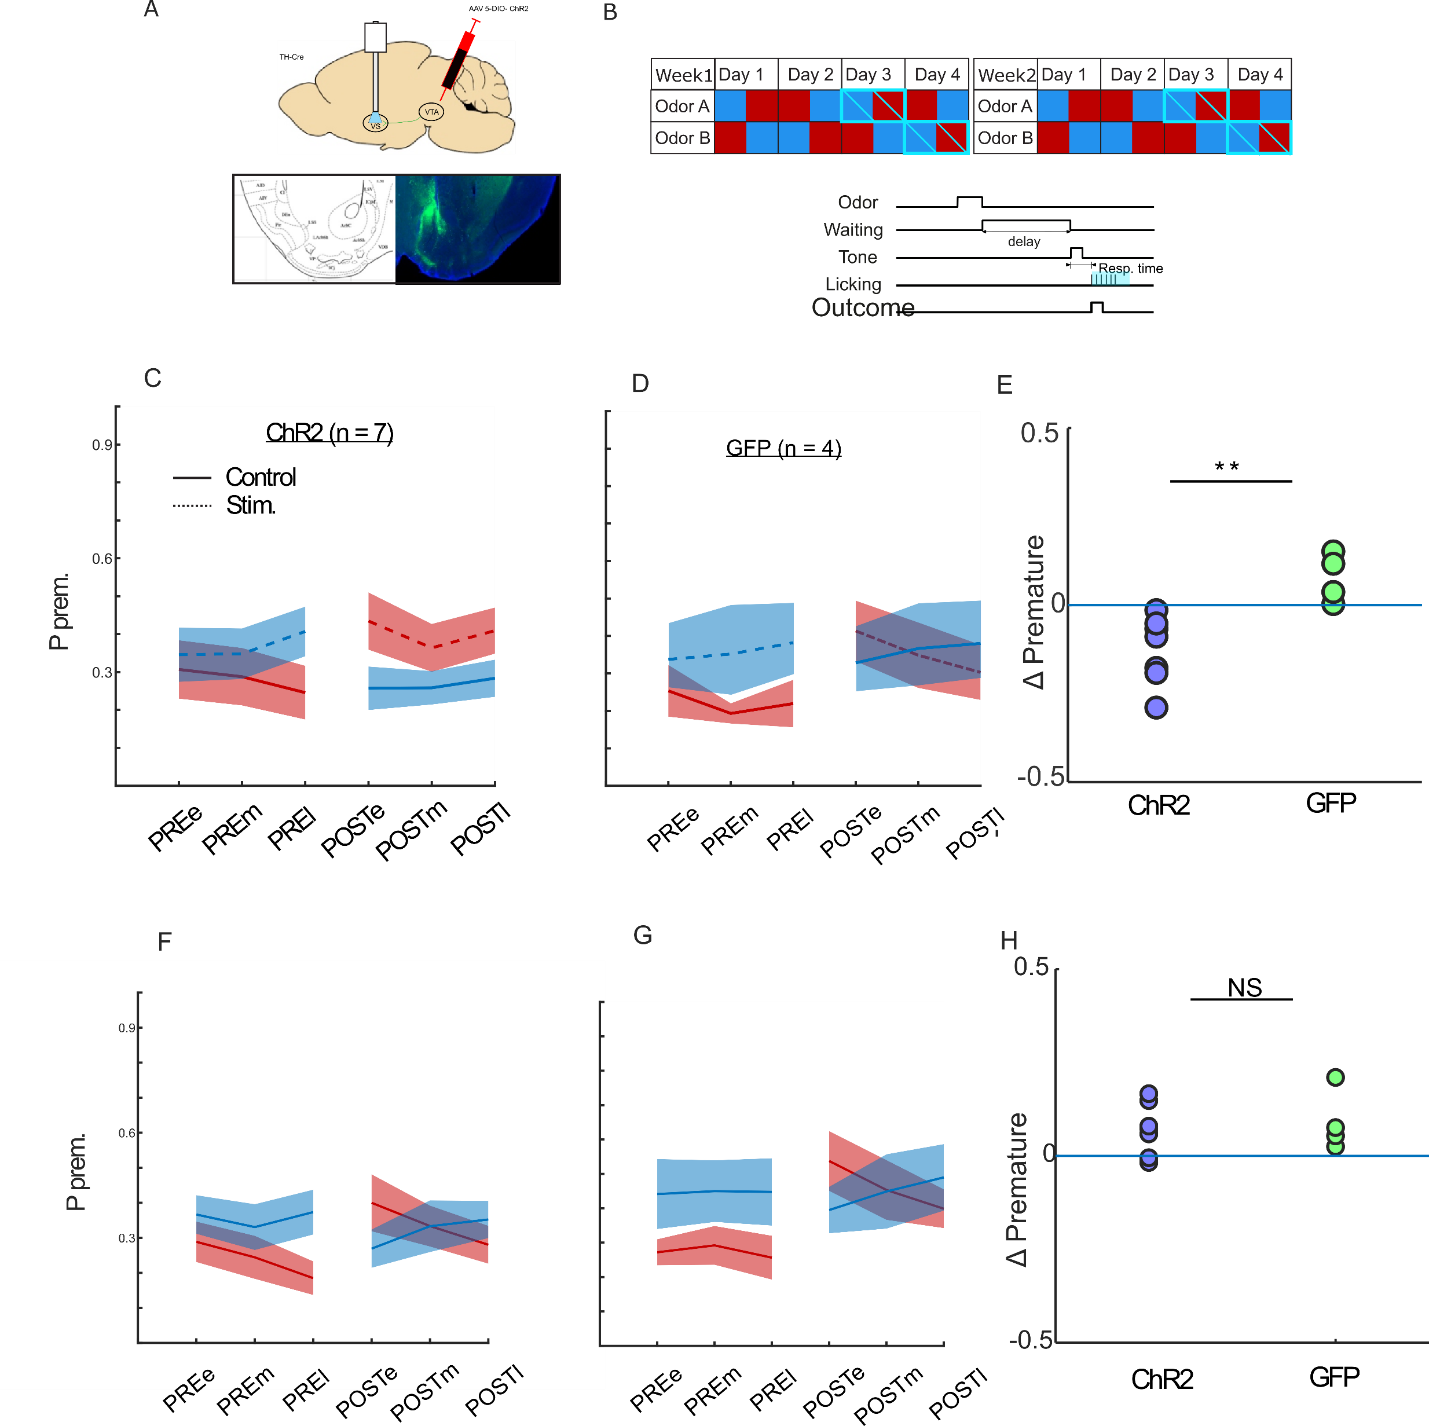 A
AAV 5-DIO- ChR2
TH-Cre
VS
VTA
B
Week1 Day 1 Day 2 Day 3 Day 4 Week2 Day 1 Day 2 Day 3 Day 4
Odor A Odor A
Odor B Odor B
Odor
Waiting
delay
Tone
Resp. time
Licking
Outcome
C
ChR2 (n = 7)
Control
Stim.
0.9
0.6
0.3
P prem.
PREe PREm PREl POSTe POSTm POSTl
D
GFP (n = 4)
PREe PREm PREl POSTe POSTm POSTl
E
0.5
**
0
-0.5
Δ Premature
ChR2 GFP
F
0.9
0.6
0.3
P prem.
PREe PREm PREl POSTe POSTm POSTl
G
PREe PREm PREl POSTe POSTm POSTl
H
0.5
NS
0
-0.5
Δ Premature
ChR2 GFP